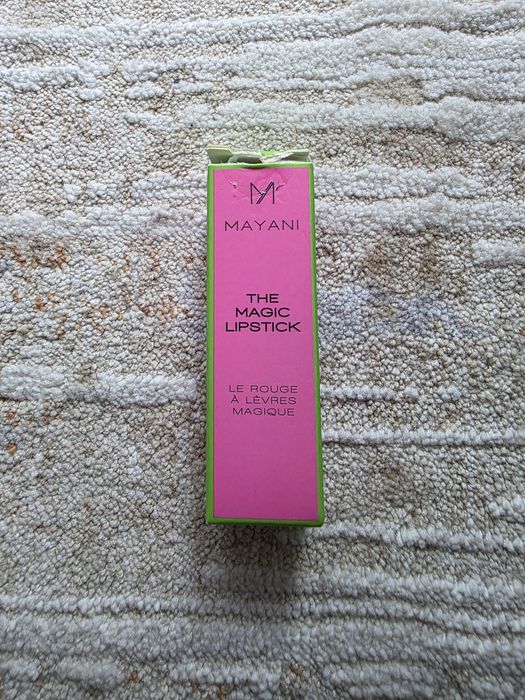 MAYANI
THE
MAGIC
LIPSTICK
LE ROUGE
À LÈVRES
MAGIQUE